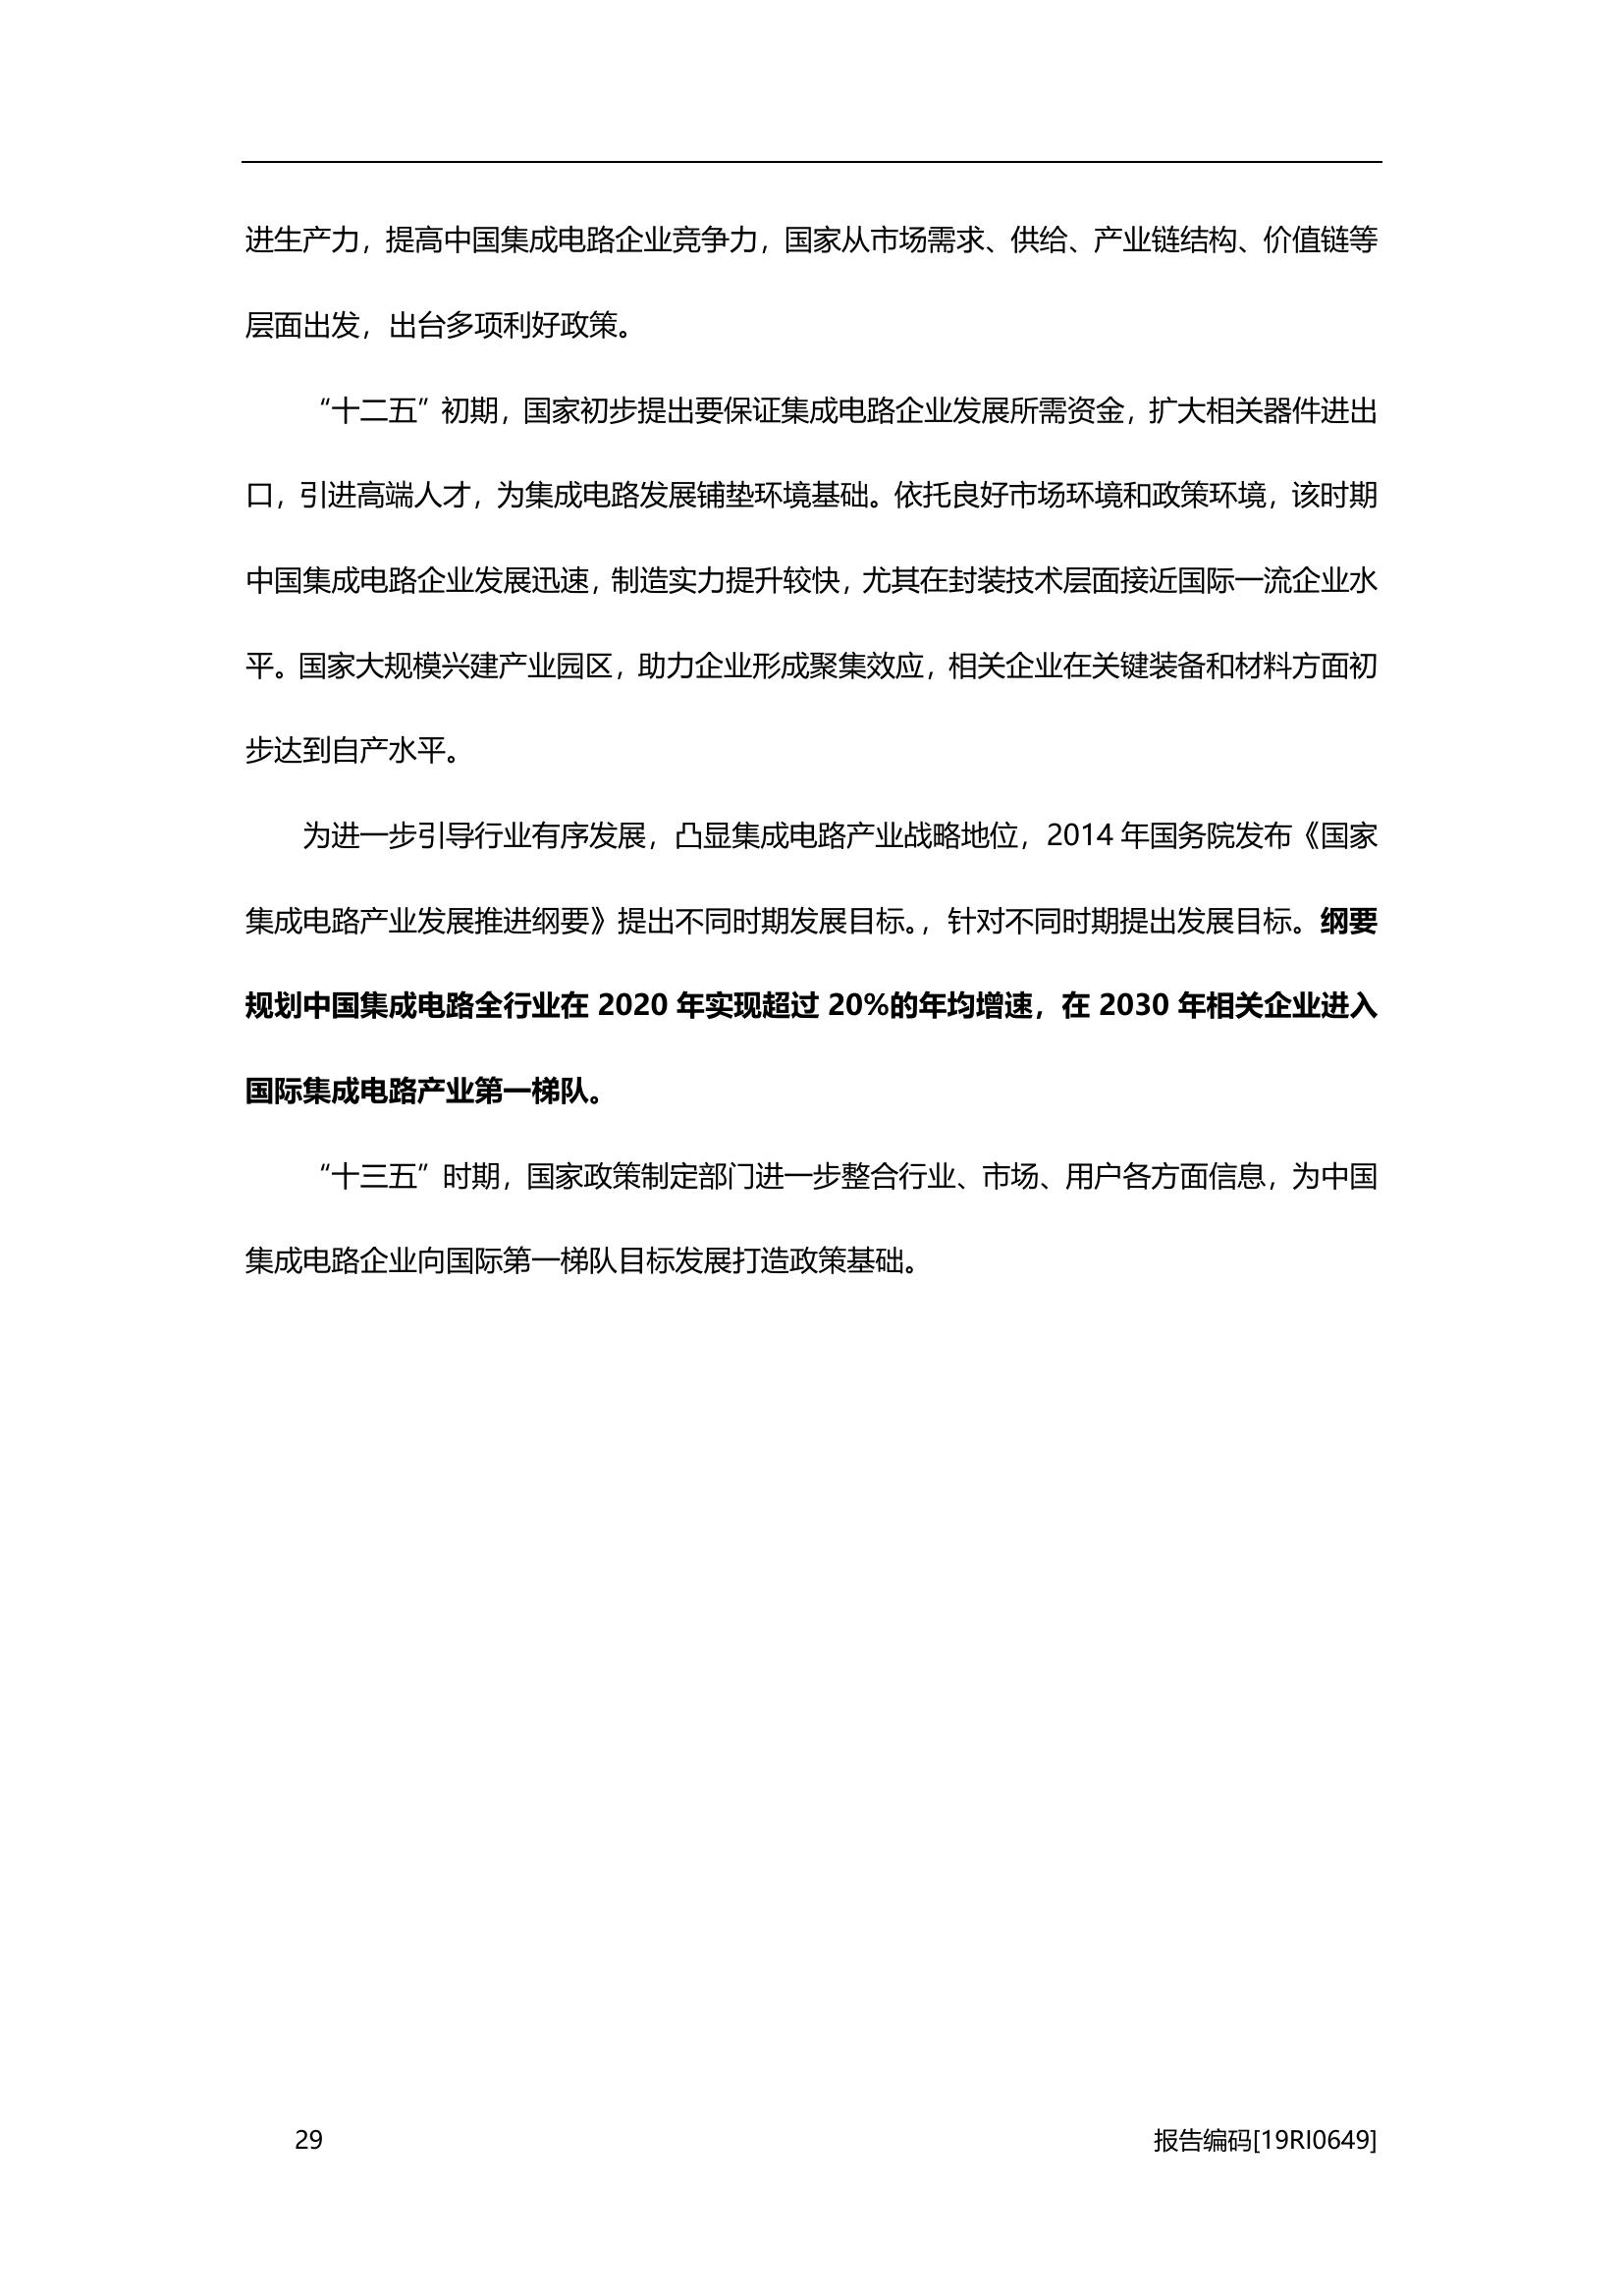 进生产力，提高中国集成电路企业竞争力，国家从市场需求、供给、产业链结构、价值链等
层面出发，出台多项利好政策。
“十二五”初期，国家初步提出要保证集成电路企业发展所需资金，扩大相关器件进出
口，引进高端人才，为集成电路发展铺垫环境基础。依托良好市场环境和政策环境，该时期
中国集成电路企业发展迅速，制造实力提升较快，尤其在封装技术层面接近国际一流企业水
平。国家大规模兴建产业园区，助力企业形成聚集效应，相关企业在关键装备和材料方面初
步达到自产水平。
为进一步引导行业有序发展，凸显集成电路产业战略地位，2014 年国务院发布《国家
集成电路产业发展推进纲要》提出不同时期发展目标。，针对不同时期提出发展目标。纲要
规划中国集成电路全行业在 2020 年实现超过 20%的年均增速，在 2030 年相关企业进入
国际集成电路产业第一梯队。
“十三五”时期，国家政策制定部门进一步整合行业、市场、用户各方面信息，为中国
集成电路企业向国际第一梯队目标发展打造政策基础。
29 报告编码[19RI0649]